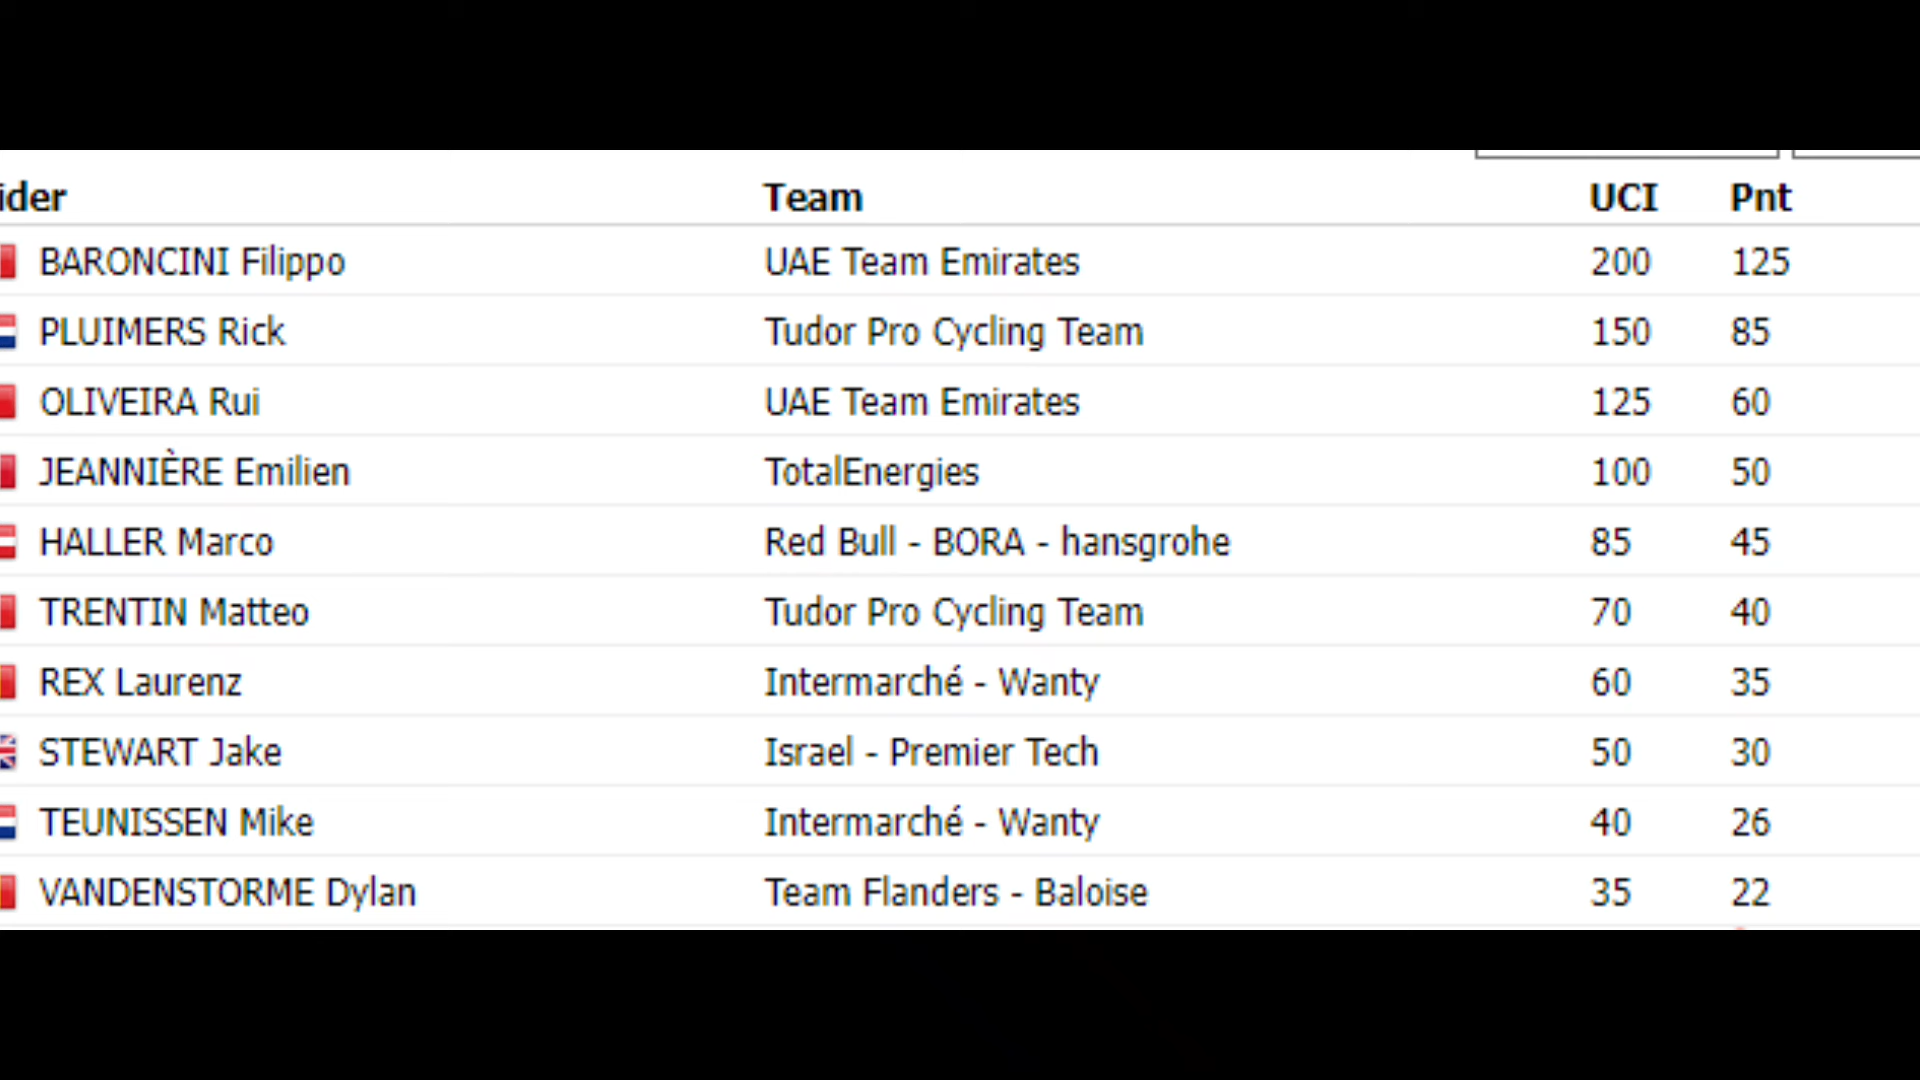 ider Team UCI Pnt
BARONCINI Filippo UAE Team Emirates 200 125
PLUIMERS Rick Tudor Pro Cycling Team 150 85
OLIVEIRA Rui UAE Team Emirates 125 60
JEANNIÈRE Emilien TotalEnergies 100 50
HALLER Marco Red Bull - BORA - hansgrohe 85 45
TRENTIN Matteo Tudor Pro Cycling Team 70 40
REX Laurenz Intermarché - Wanty 60 35
STEWART Jake Israel - Premier Tech 50 30
TEUNISSEN Mike Intermarché - Wanty 40 26
VANDENSTORME Dylan Team Flanders - Baloise 35 22